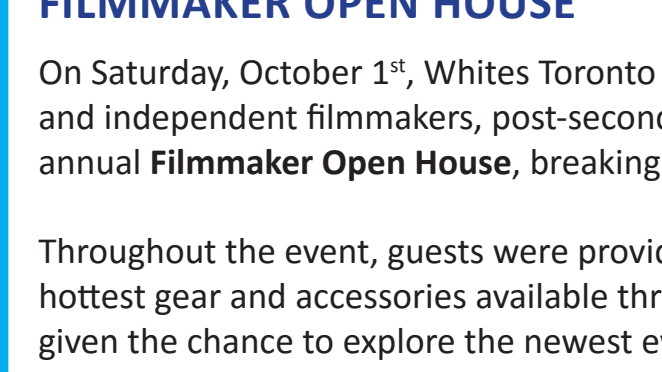 FILMMAKER OPEN HOUSE
On Saturday, October 1st, Whites Toronto
and independent filmmakers, post-second
annual Filmmaker Open House, breaking
Throughout the event, guests were provid
hottest gear and accessories available thr
given the chance to explore the newest ev